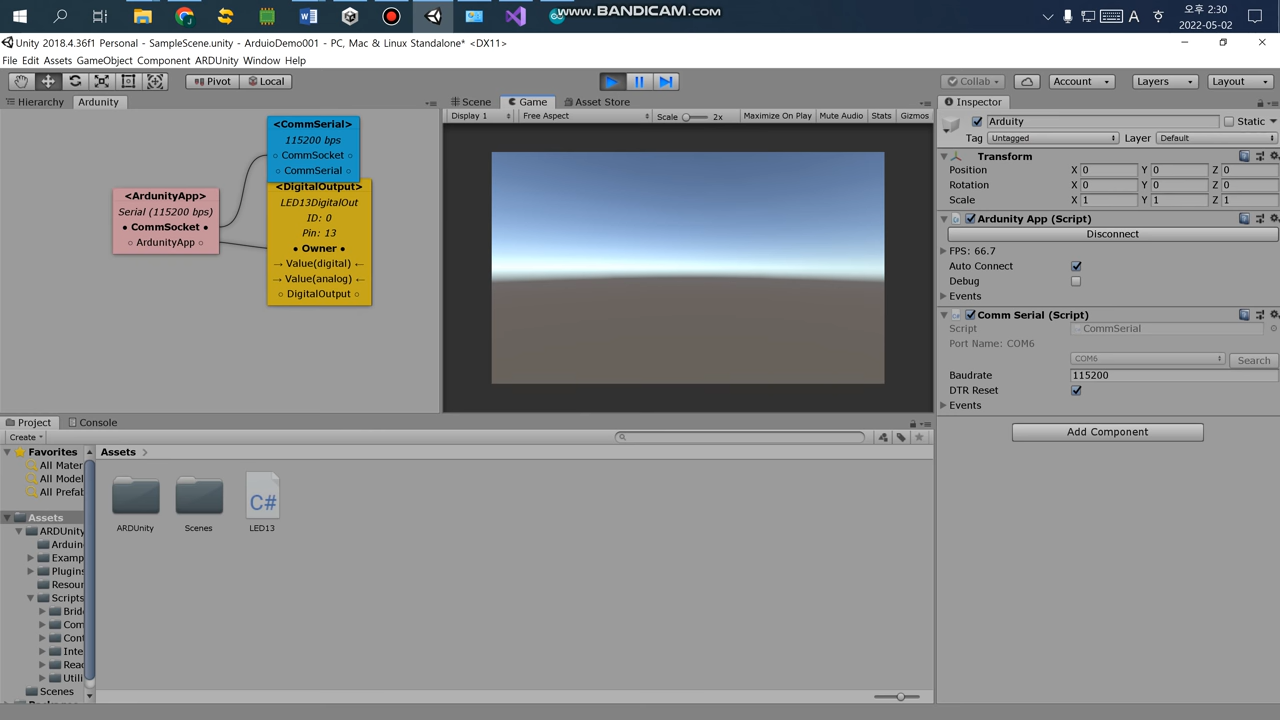 www.BANDICAM.com
A
오후 2:30
2022-05-02
Unity 2018.4.36f1 Personal - SampleScene.unity - ArduioDemo001 - PC, Mac & Linux Standalone* <DX11>
File Edit Assets GameObject Component ARDUnity Window Help
Pivot Local Collab Account Layers Layout
Hierarchy Ardunity
<CommSerial>
115200 bps
CommSocket
CommSerial
<ArdunityApp>
Serial (115200 bps)
CommSocket
ArdunityApp
<DigitalOutput>
LED13DigitalOut
ID: 0
Pin: 13
Owner
→ Value(digital) ←
→ Value(analog) ←
DigitalOutput
Scene Game Asset Store
Display 1 Free Aspect Scale 2x Maximize On Play Mute Audio Stats Gizmos
Inspector
Arduity Static
Tag Untagged Layer Default
Transform
Position X 0 Y 0 Z 0
Rotation X 0 Y 0 Z 0
Scale X 1 Y 1 Z 1
Ardunity App (Script)
Disconnect
FPS: 66.7
Auto Connect
Debug
Events
Comm Serial (Script)
Script CommSerial
Port Name: COM6
COM6 Search
Baudrate 115200
DTR Reset
Events
Add Component
Project Console
Create
Favorites
All Mater
All Model
All Prefab
Assets
ARDUnity
Arduin
Examp
Plugins
Resour
Scripts
Bridg
Com
Cont
Inte
Reac
Utili
Scenes
Assets
ARDUnity
Scenes
C#
LED13